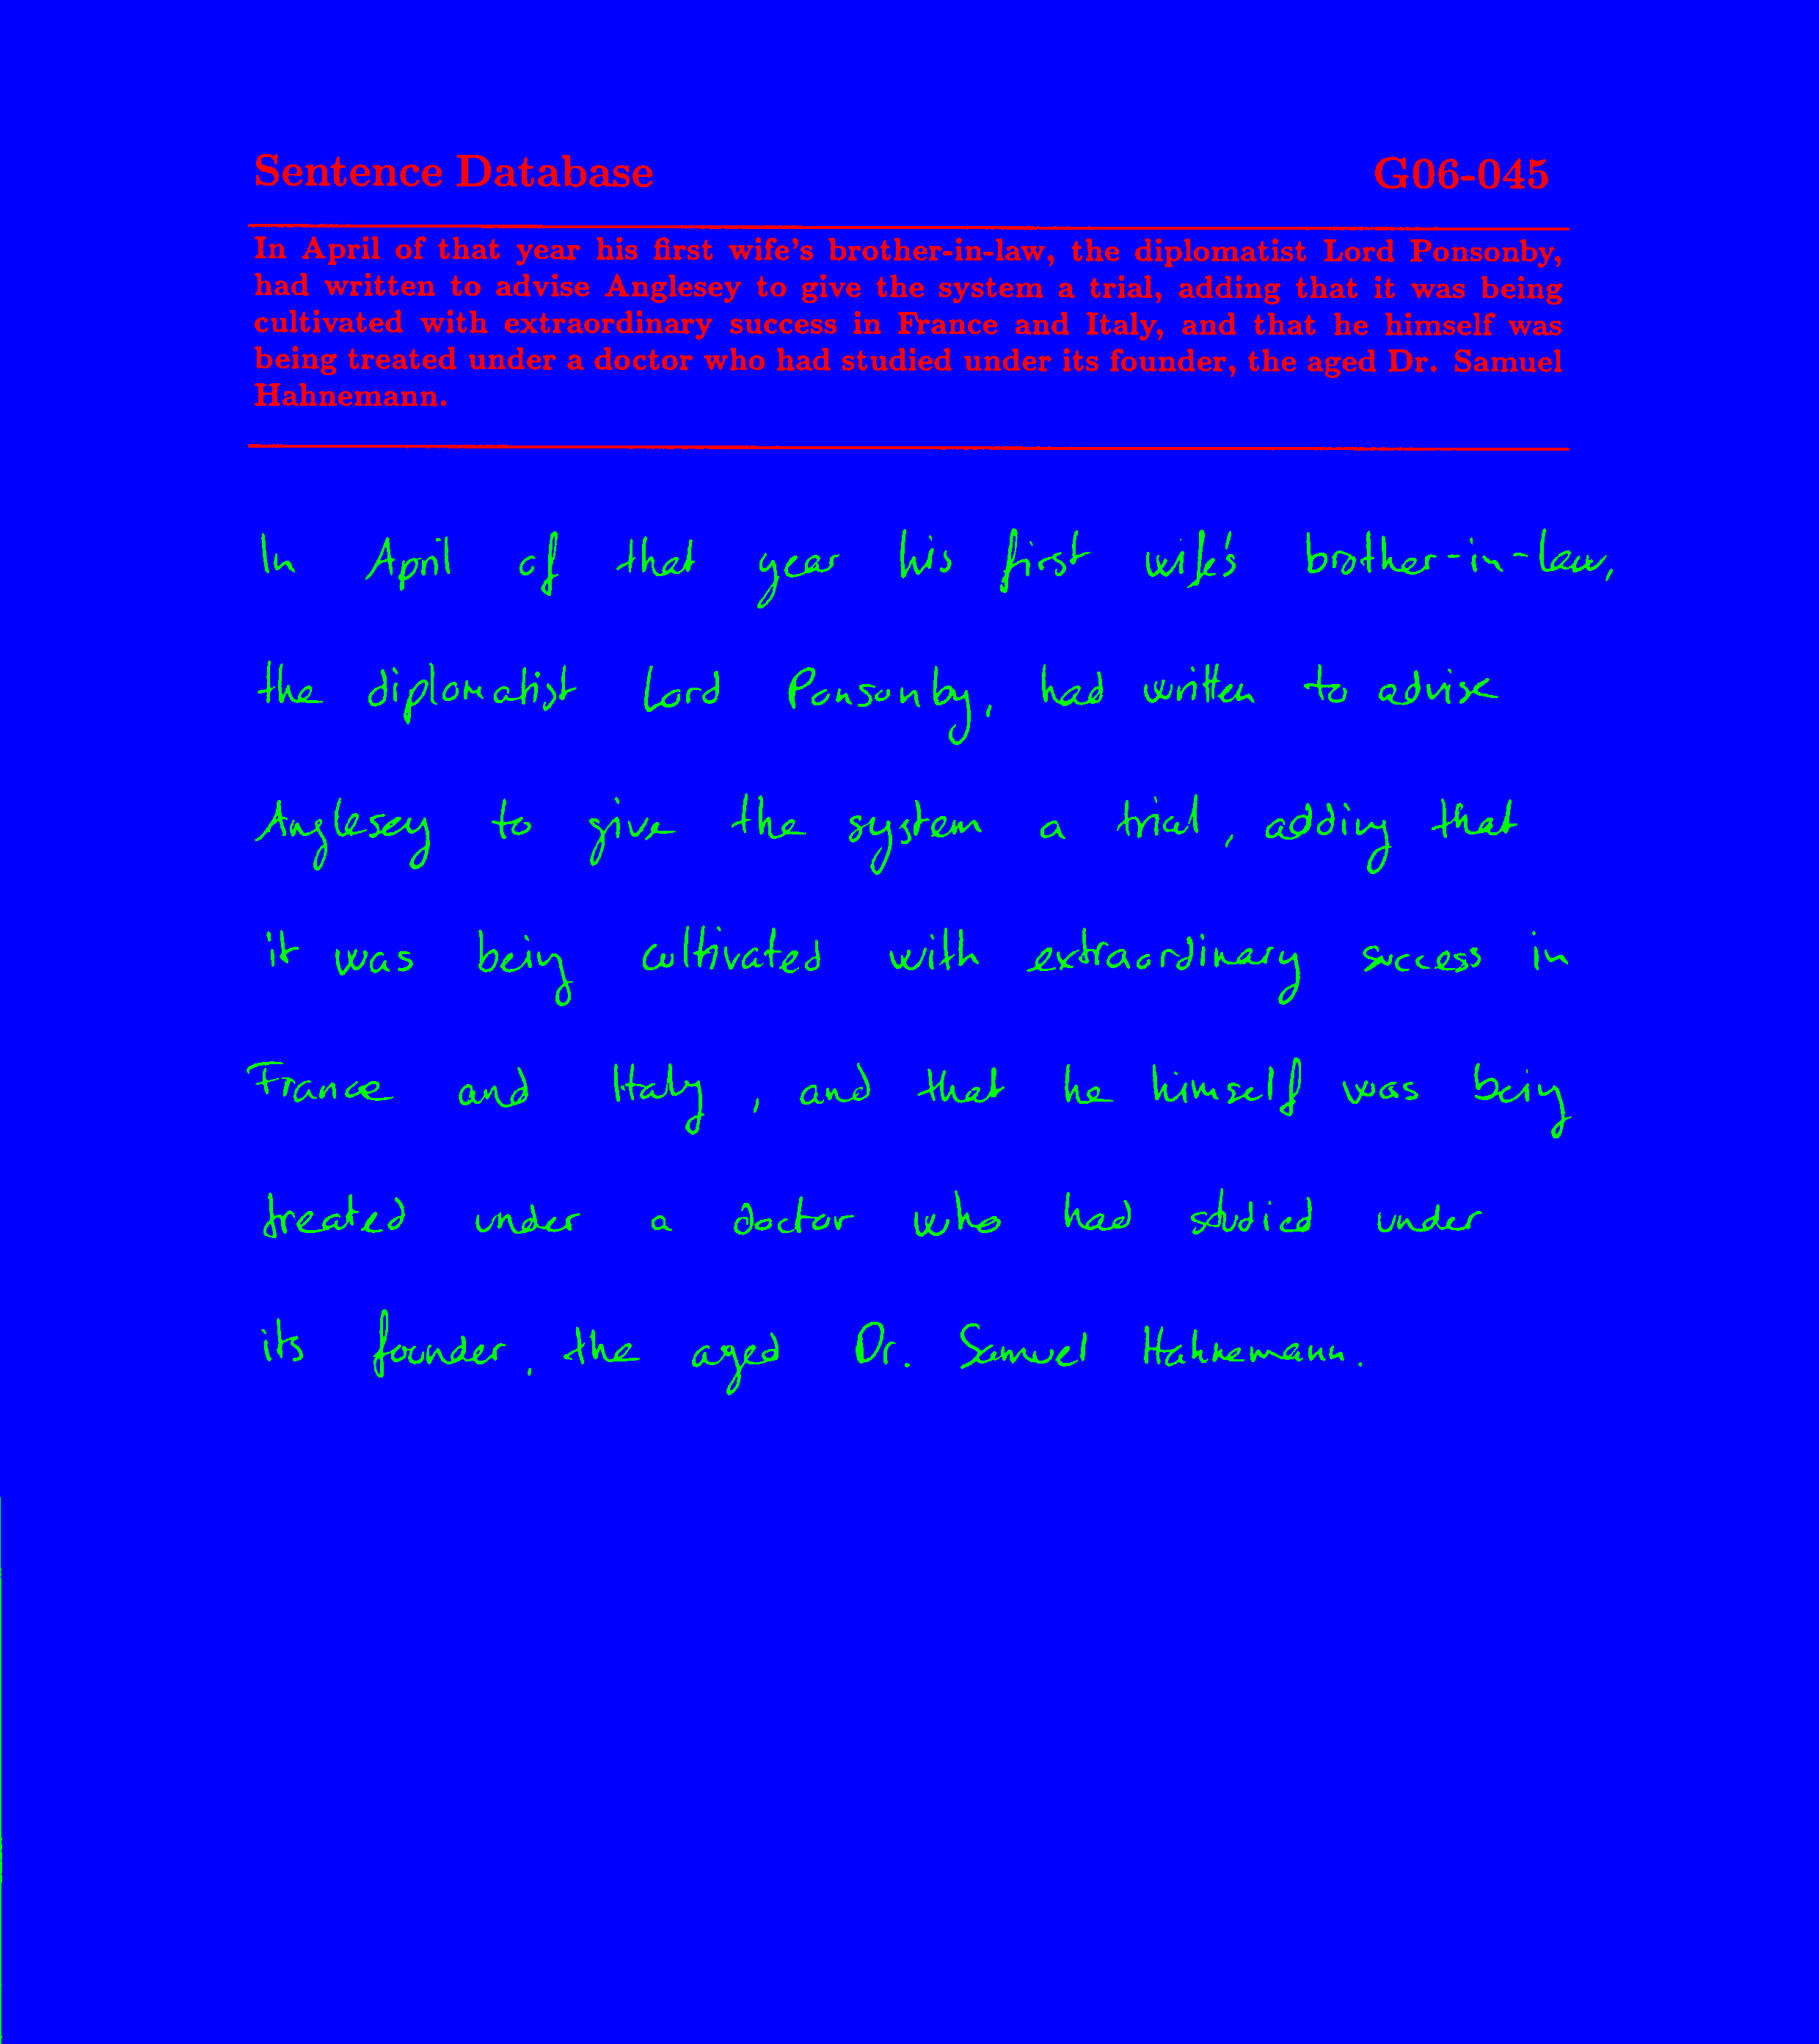 Sentence Database G06-045
In April of that year his first wife's brother-in-law, the diplomatist Lord Ponsonby,
had written to advise Anglesey to give the system a trial, adding that it was being
cultivated with extraordinary success in France and Italy, and that he himself was
being treated under a doctor who had studied under its founder, the aged Dr. Samuel
Hahnemann.
In April of that year his first wife's brother-in-law,
the diplomatist Lord Ponsonby, had written to advise
Anglesey to give the system a trial, adding that
it was being cultivated with extraordinary success in
France and Italy, and that he himself was being
treated under a doctor who had studied under
its founder, the aged Dr. Samuel Hahnemann.